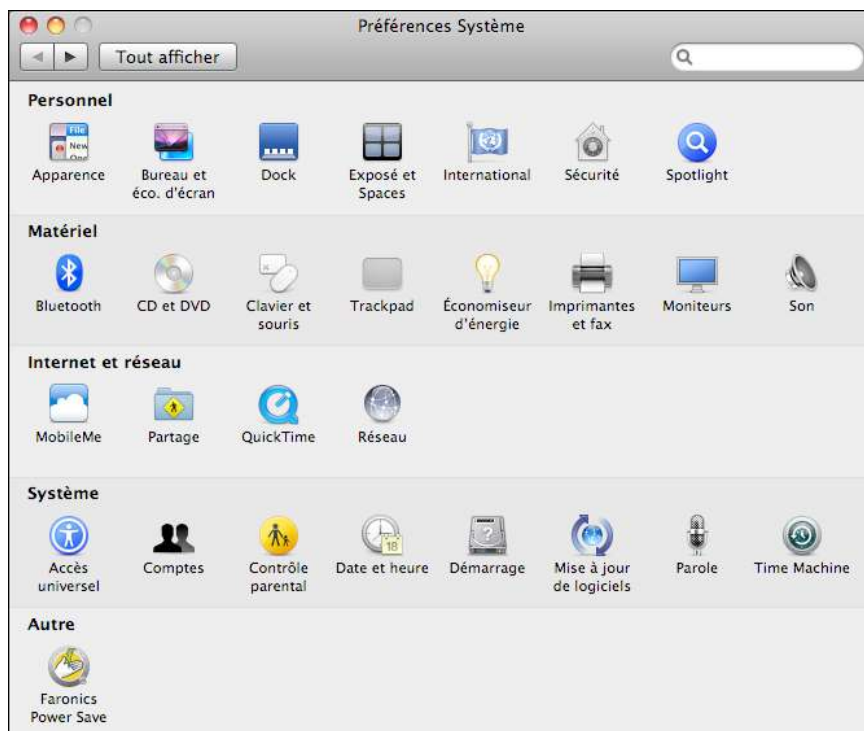 Préférences Système
Tout afficher
Personnel
File
New
Apparence
Bureau et
éco. d'écran
Dock
Exposé et
Spaces
International
Sécurité
Spotlight
Matériel
Bluetooth
CD et DVD
Clavier et
souris
Trackpad
Économiseur
d'énergie
Imprimantes
et fax
Moniteurs
Son
Internet et réseau
MobileMe
Partage
QuickTime
Réseau
Système
Accès
universel
Comptes
Contrôle
parental
18
Date et heure
?
Démarrage
Mise à jour
de logiciels
Parole
Time Machine
Autre
Faronics
Power Save